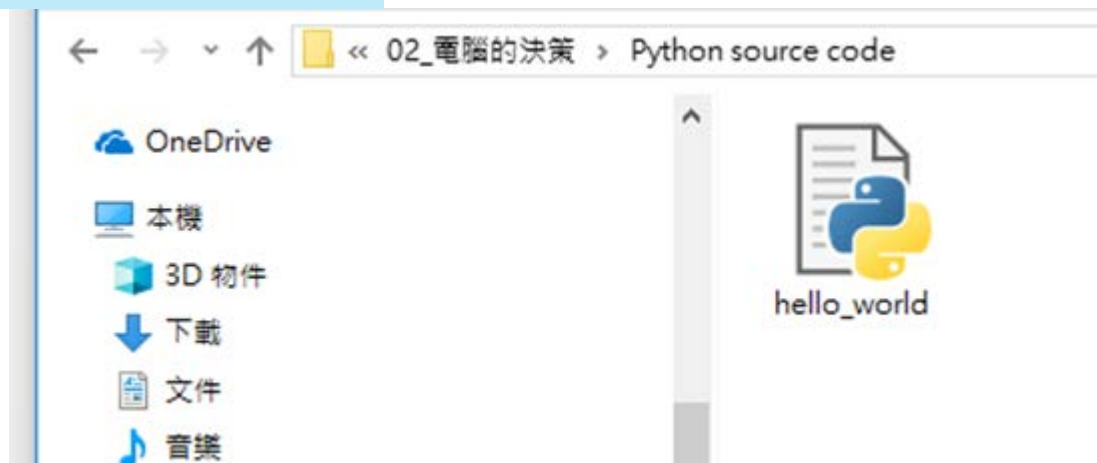 « 02_電腦的決策 › Python source code
OneDrive
本機
3D 物件
下載
文件
音樂
hello_world